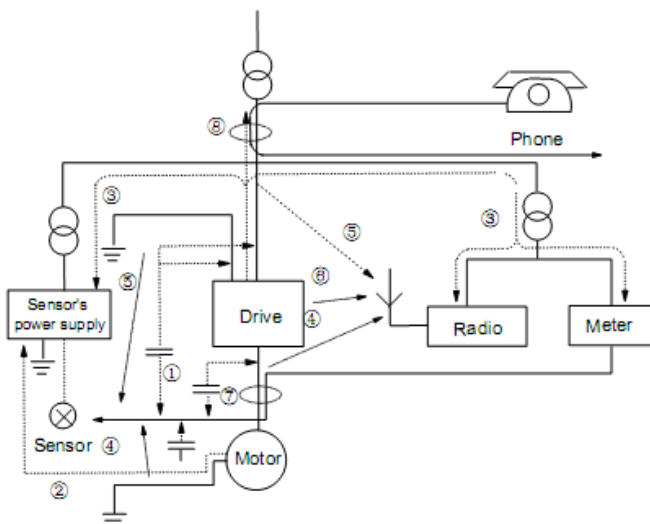 ⑧
Phone
③
③
⑤
⑤
⑥
Sensor's
power supply
Drive
④
Radio
Meter
①
⑦
Sensor
④
Motor
②